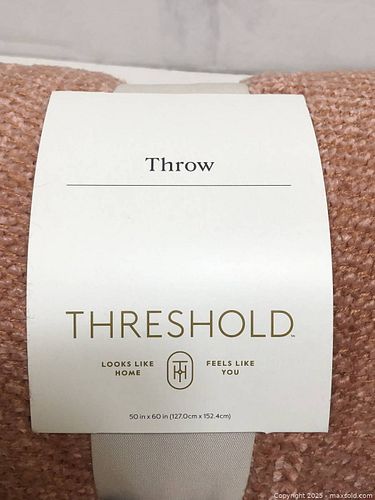 Throw
THRESHOLD™
LOOKS LIKE HOME
FEELS LIKE YOU
50 in x 60 in (127.0cm x 152.4cm)
Copyright 2025 - maxsold.com